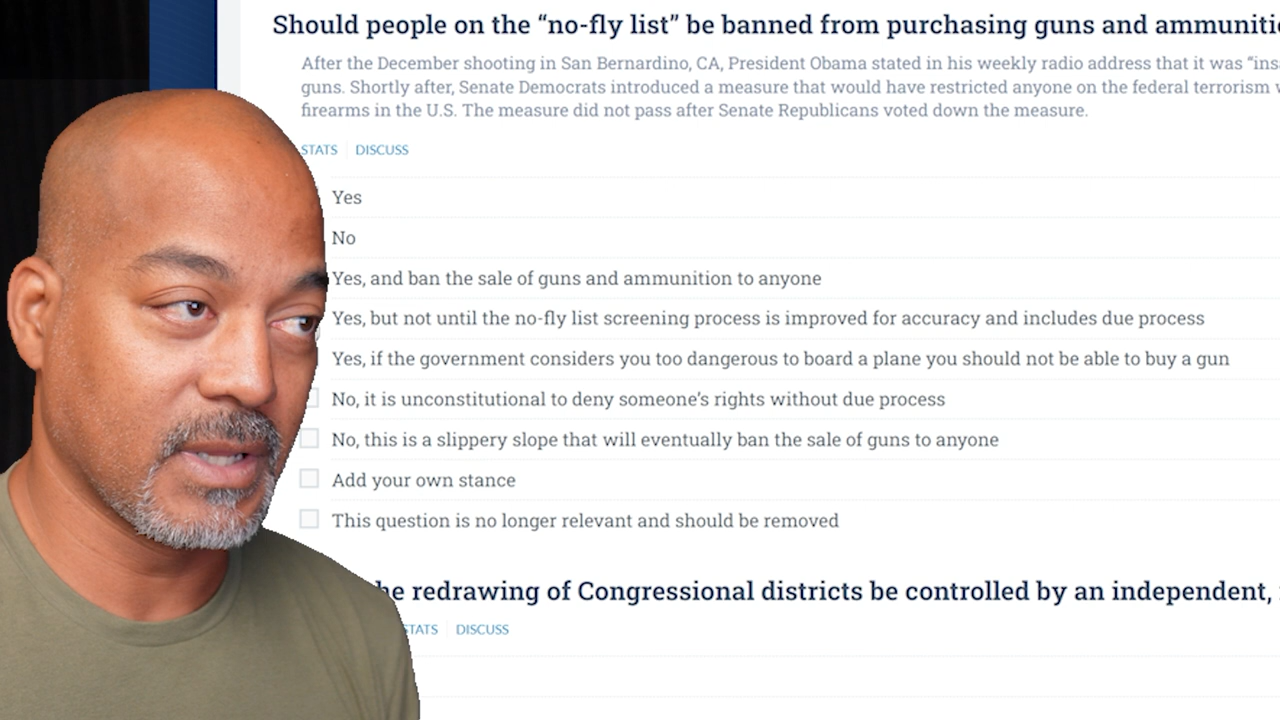 Should people on the “no-fly list” be banned from purchasing guns and
After the December shooting in San Bernardino, CA, President Obama stated in his weekly radio address that it was
guns. Shortly after, Senate Democrats introduced a measure that would have restricted anyone on the federal terrorism
firearms in the U.S. The measure did not pass after Senate Republicans voted down the measure.
STATS DISCUSS
Yes
No
Yes, and ban the sale of guns and ammunition to anyone
Yes, but not until the no-fly list screening process is improved for accuracy and includes due process
Yes, if the government considers you too dangerous to board a plane you should not be able to buy a gun
No, it is unconstitutional to deny someone’s rights without due process
No, this is a slippery slope that will eventually ban the sale of guns to anyone
Add your own stance
This question is no longer relevant and should be removed
redrawing of Congressional districts be controlled by an independent,
STATS DISCUSS